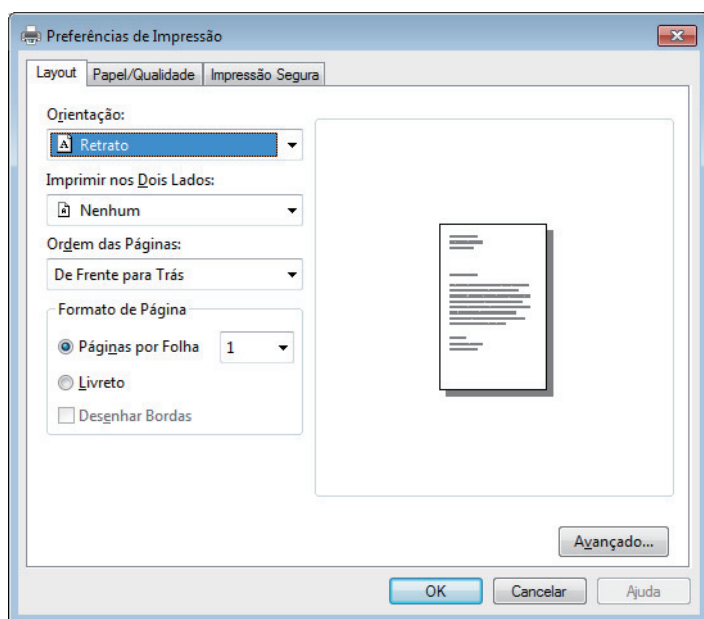 Preferências de Impressão
Layout Papel/Qualidade Impressão Segura
Orientação:
A Retrato
Imprimir nos Dois Lados:
Nenhum
Ordem das Páginas:
De Frente para Trás
Formato de Página
Páginas por Folha 1
Livreto
Desenhar Bordas
Avançado...
OK Cancelar Ajuda